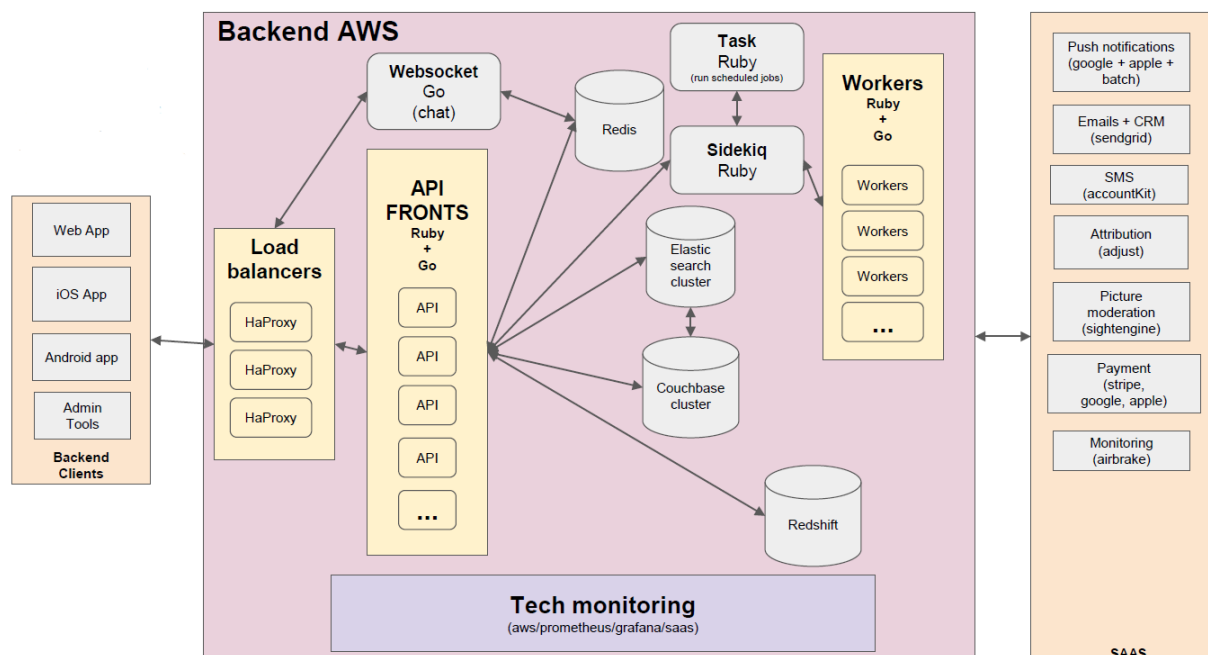 Backend AWS
Web App
iOS App
Android app
Admin
Tools
Backend
Clients
Load
balancers
HaProxy
HaProxy
HaProxy
Websocket
Go
(chat)
API
FRONTS
Ruby
+
Go
API
API
API
API
...
Redis
Task
Ruby
(run scheduled jobs)
Sidekiq
Ruby
Elastic
search
cluster
Couchbase
cluster
Redshift
Workers
Ruby
+
Go
Workers
Workers
Workers
...
Tech monitoring
(aws/prometheus/grafana/saas)
Push notifications
(google + apple +
batch)
Emails + CRM
(sendgrid)
SMS
(accountKit)
Attribution
(adjust)
Picture
moderation
(sightengine)
Payment
(stripe,
google, apple)
Monitoring
(airbrake)
SAAS